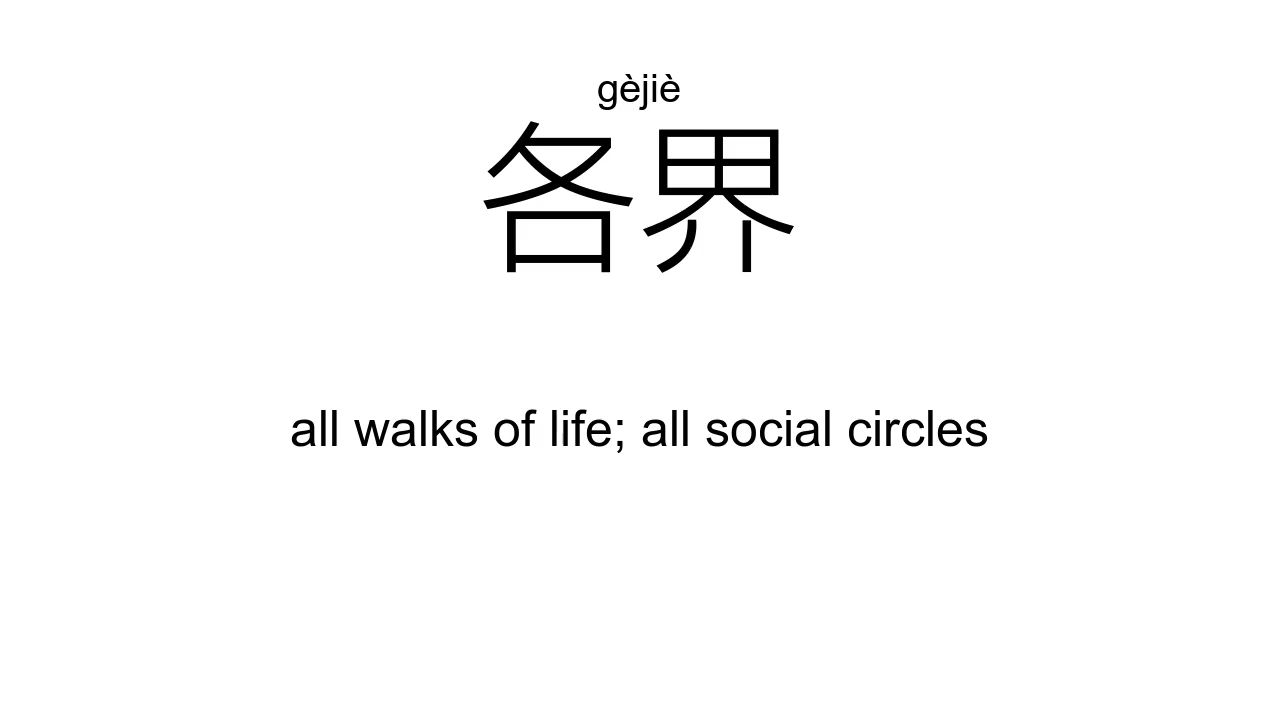 gèjiè
各界
all walks of life; all social circles